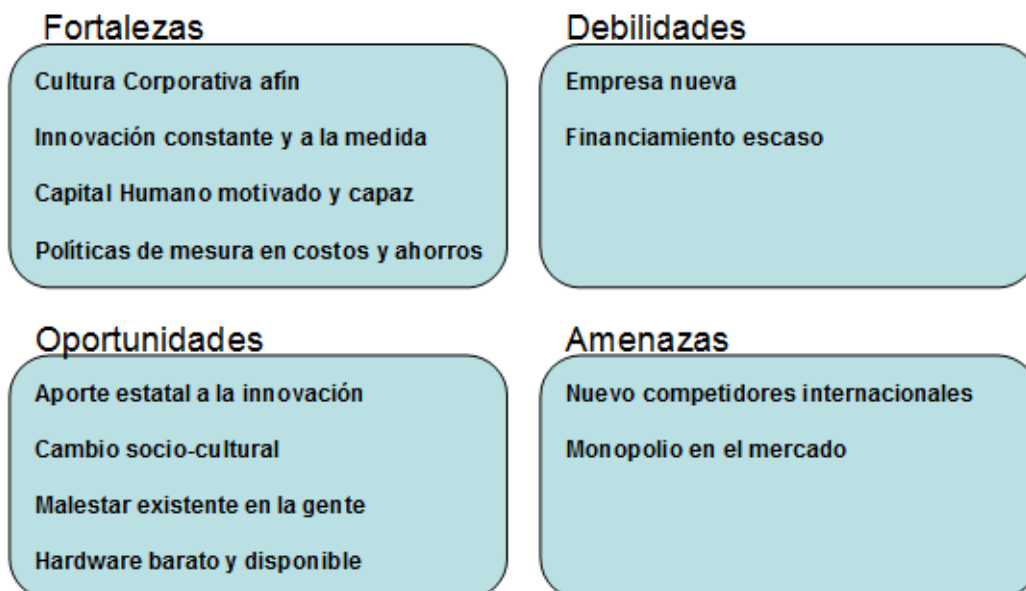 Fortalezas
Cultura Corporativa afín
Innovación constante y a la medida
Capital Humano motivado y capaz
Políticas de mesura en costos y ahorros
Debilidades
Empresa nueva
Financiamiento escaso
Oportunidades
Aporte estatal a la innovación
Cambio socio-cultural
Malestar existente en la gente
Hardware barato y disponible
Amenazas
Nuevo competidores internacionales
Monopolio en el mercado